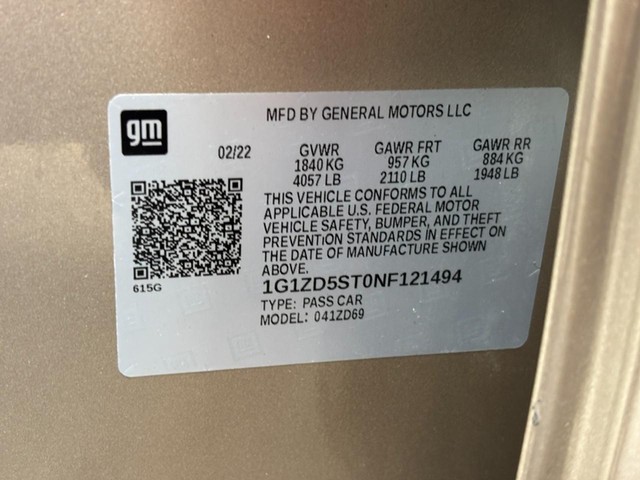 gm
MFD BY GENERAL MOTORS LLC
02/22 GVWR GAWR FRT GAWR RR
1840 KG 957 KG 884 KG
4057 LB 2110 LB 1948 LB
THIS VEHICLE CONFORMS TO ALL
APPLICABLE U.S. FEDERAL MOTOR
VEHICLE SAFETY, BUMPER, AND THEFT
PREVENTION STANDARDS IN EFFECT ON
THE DATE OF MANUFACTURE SHOWN
ABOVE.
615G
1G1ZD5ST0NF121494
TYPE: PASS CAR
MODEL: 041ZD69